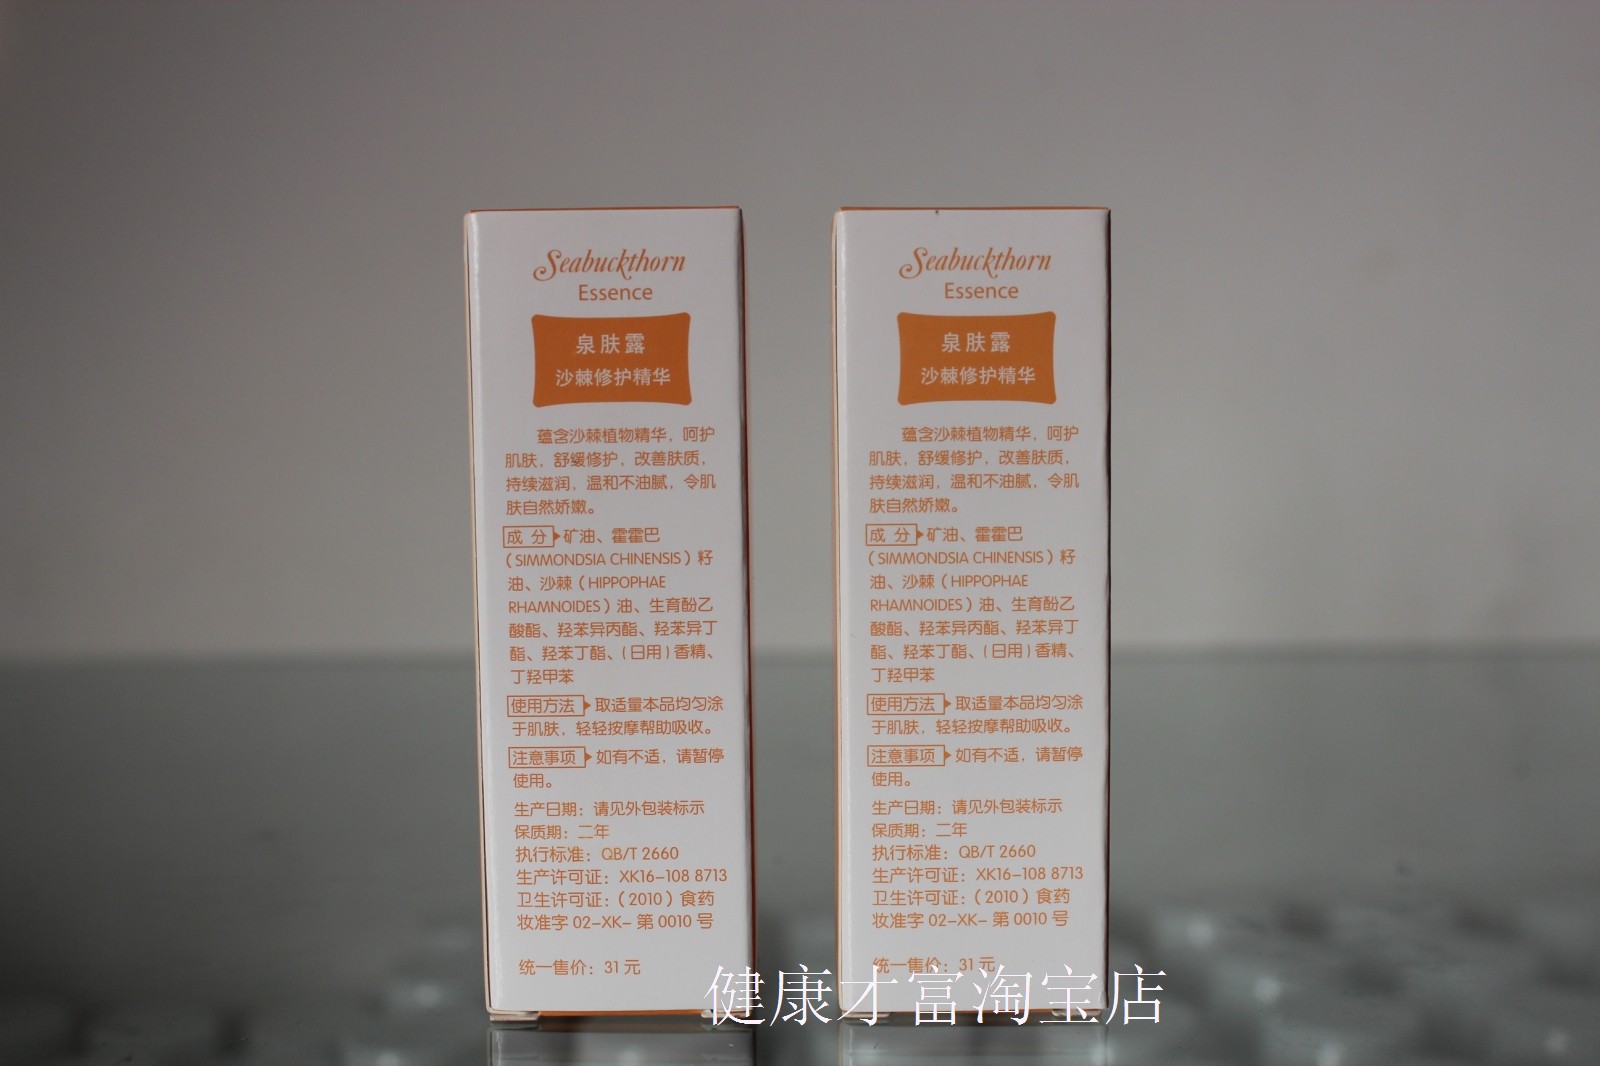 Seabuckthorn
Essence
泉肤露
沙棘修护精华
蕴含沙棘植物精华，呵护
肌肤，舒缓修护，改善肤质，
持续滋润，温和不油腻，令肌
肤自然娇嫩。
成 分 矿油、霍霍巴
（SIMMONDSIA CHINENSIS）籽
油、沙棘（HIPPOPHAE
RHAMNOIDES）油、生育酚乙
酸酯、羟苯异丙酯、羟苯异丁
酯、羟苯丁酯、(日用)香精、
丁羟甲苯
使用方法 取适量本品均匀涂
于肌肤，轻轻按摩帮助吸收。
注意事项 如有不适，请暂停
使用。
生产日期：请见外包装标示
保质期：二年
执行标准：QB/T 2660
生产许可证：XK16-108 8713
卫生许可证：（2010）食药
妆准字 02-XK- 第 0010 号
统一售价：31 元
Seabuckthorn
Essence
泉肤露
沙棘修护精华
蕴含沙棘植物精华，呵护
肌肤，舒缓修护，改善肤质，
持续滋润，温和不油腻，令肌
肤自然娇嫩。
成 分 矿油、霍霍巴
（SIMMONDSIA CHINENSIS）籽
油、沙棘（HIPPOPHAE
RHAMNOIDES）油、生育酚乙
酸酯、羟苯异丙酯、羟苯异丁
酯、羟苯丁酯、(日用)香精、
丁羟甲苯
使用方法 取适量本品均匀涂
于肌肤，轻轻按摩帮助吸收。
注意事项 如有不适，请暂停
使用。
生产日期：请见外包装标示
保质期：二年
执行标准：QB/T 2660
生产许可证：XK16-108 8713
卫生许可证：（2010）食药
妆准字 02-XK- 第 0010 号
统一售价：31 元
健康才富淘宝店